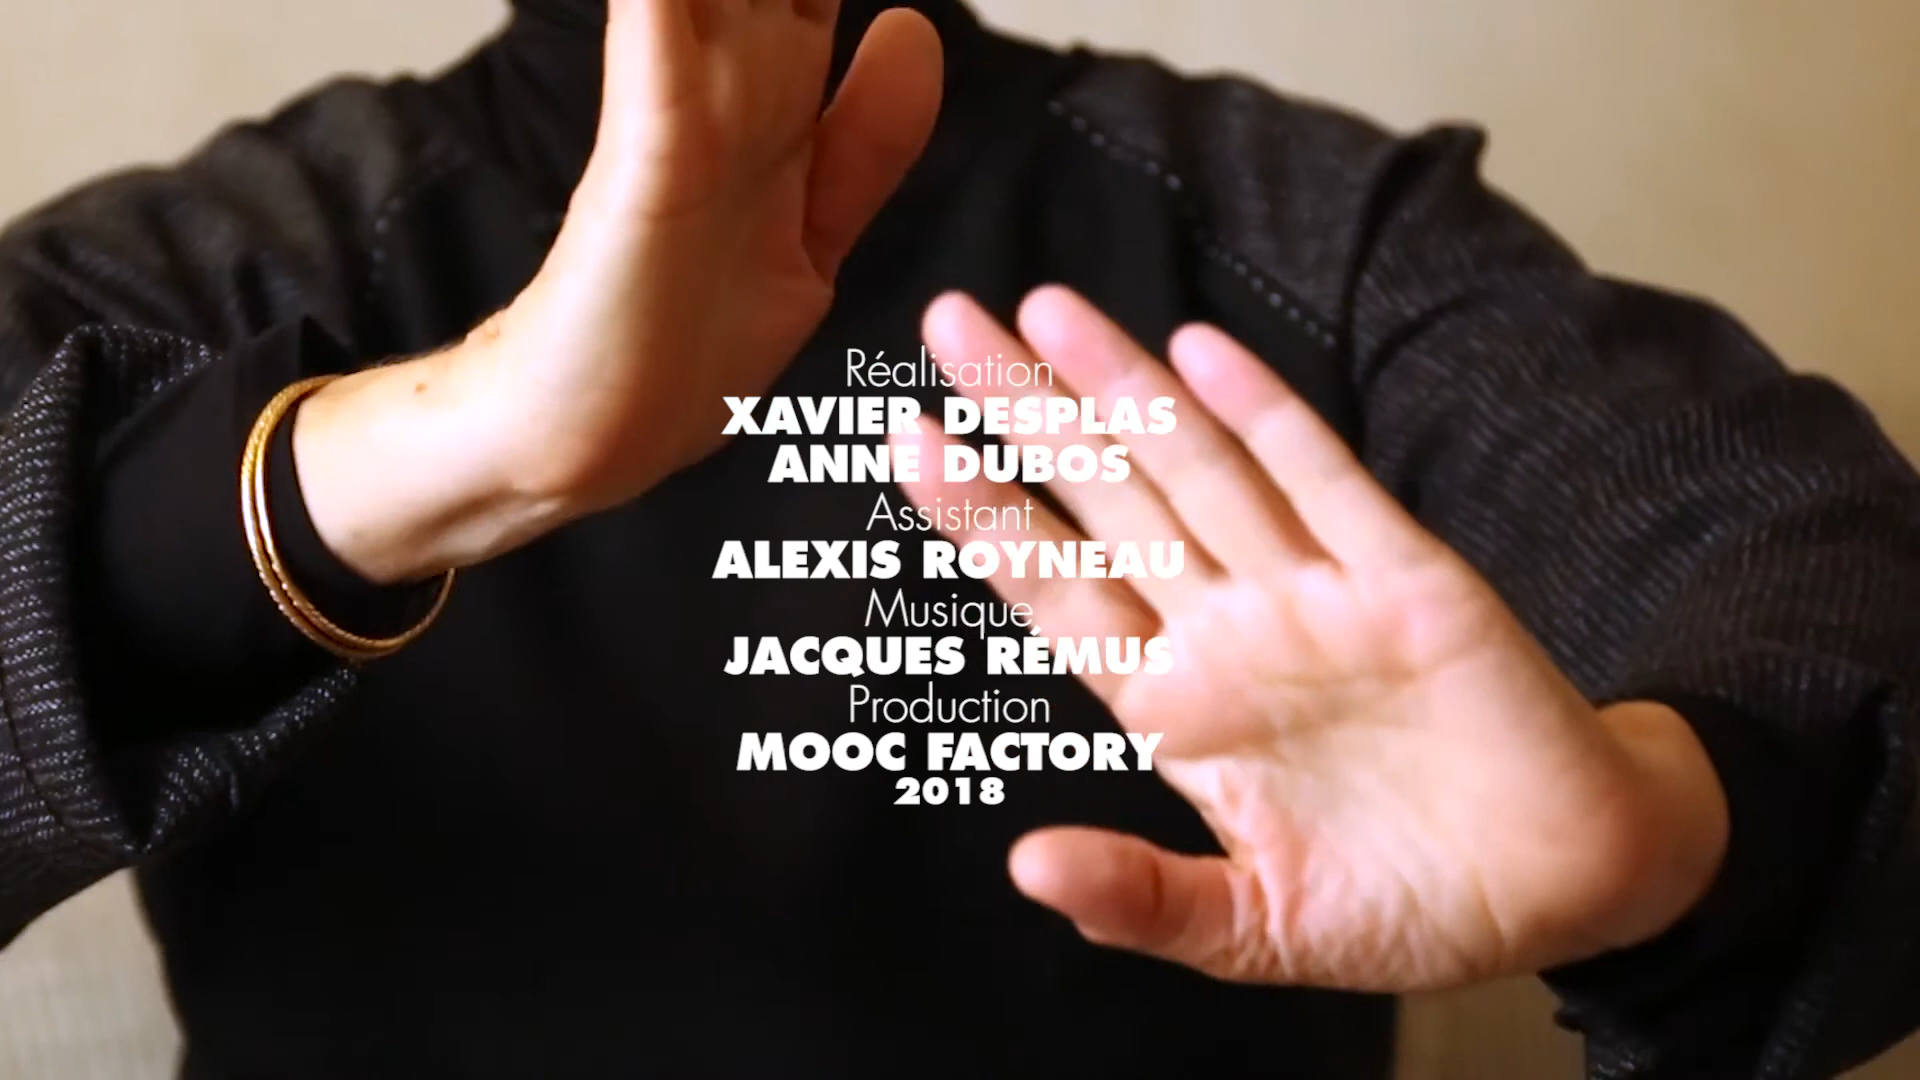 Réalisation
XAVIER DESPLAS
ANNE DUBOS
Assistant
ALEXIS ROYNEAU
Musique
JACQUES RÉMUS
Production
MOOC FACTORY
2018